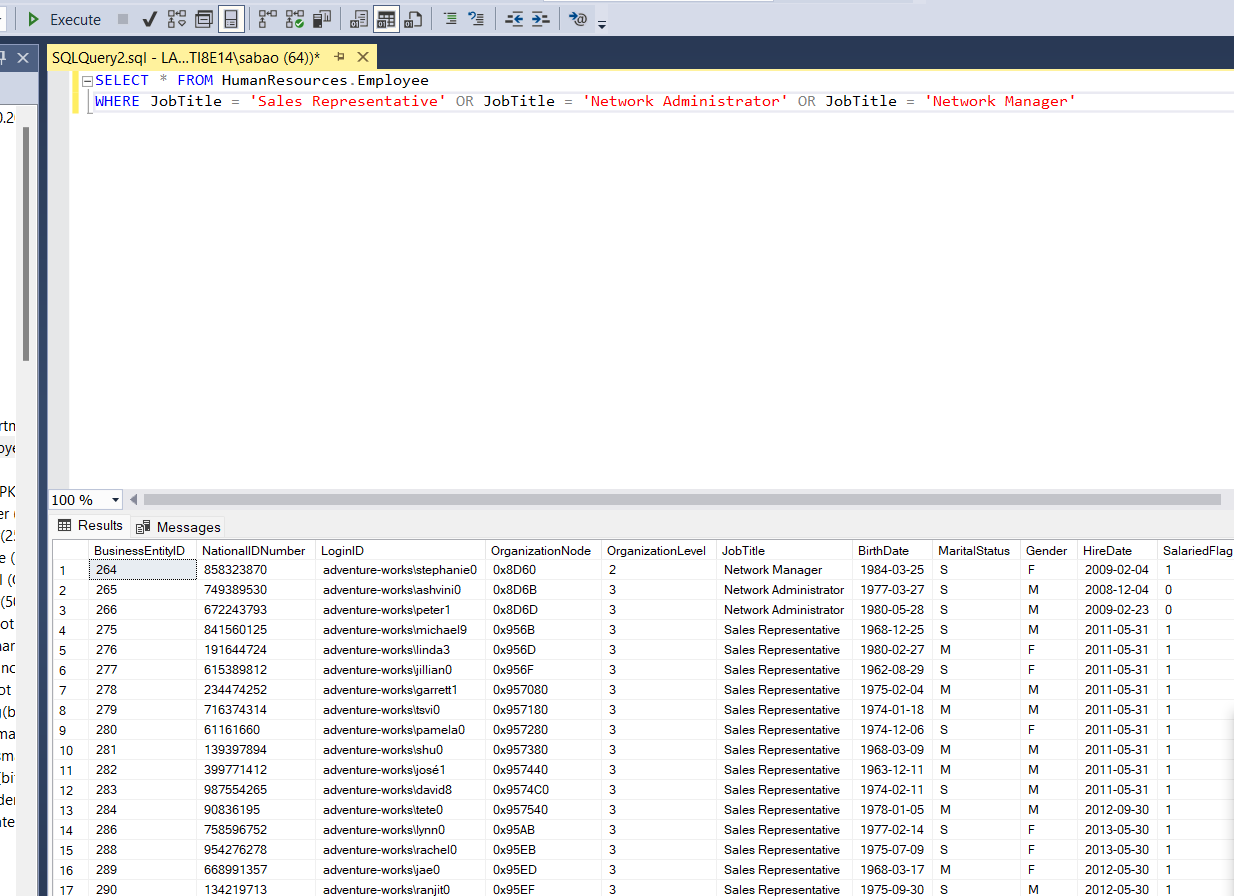 Execute
SQLQuery2.sql - LA...TI8E14\sabao (64))*
SELECT * FROM HumanResources.Employee
WHERE JobTitle = 'Sales Representative' OR JobTitle = 'Network Administrator' OR JobTitle = 'Network Manager'
100 %
Results Messages
BusinessEntityID NationalIDNumber LoginID OrganizationNode OrganizationLevel JobTitle BirthDate MaritalStatus Gender HireDate SalariedFlag
1 264 858323870 adventure-works\stephanie0 0x8D60 2 Network Manager 1984-03-25 S F 2009-02-04 1
2 265 749389530 adventure-works\ashvini0 0x8D6B 3 Network Administrator 1977-03-27 S M 2008-12-04 0
3 266 672243793 adventure-works\peter1 0x8D6D 3 Network Administrator 1980-05-28 S M 2009-02-23 0
4 275 841560125 adventure-works\michael9 0x956B 3 Sales Representative 1968-12-25 S M 2011-05-31 1
5 276 191644724 adventure-works\linda3 0x956D 3 Sales Representative 1980-02-27 M F 2011-05-31 1
6 277 615389812 adventure-works\jillian0 0x956F 3 Sales Representative 1962-08-29 S F 2011-05-31 1
7 278 234474252 adventure-works\garrett1 0x957080 3 Sales Representative 1975-02-04 M M 2011-05-31 1
8 279 716374314 adventure-works\tsvi0 0x957180 3 Sales Representative 1974-01-18 M M 2011-05-31 1
9 280 61161660 adventure-works\pamela0 0x957280 3 Sales Representative 1974-12-06 S F 2011-05-31 1
10 281 139397894 adventure-works\shu0 0x957380 3 Sales Representative 1968-03-09 M M 2011-05-31 1
11 282 399771412 adventure-works\josé1 0x957440 3 Sales Representative 1963-12-11 M M 2011-05-31 1
12 283 987554265 adventure-works\david8 0x9574C0 3 Sales Representative 1974-02-11 S M 2011-05-31 1
13 284 90836195 adventure-works\tete0 0x957540 3 Sales Representative 1978-01-05 M M 2012-09-30 1
14 286 758596752 adventure-works\lynn0 0x95AB 3 Sales Representative 1977-02-14 S F 2013-05-30 1
15 288 954276278 adventure-works\rachel0 0x95EB 3 Sales Representative 1975-07-09 S F 2013-05-30 1
16 289 668991357 adventure-works\jae0 0x95ED 3 Sales Representative 1968-03-17 M F 2012-05-30 1
17 290 134219713 adventure-works\ranjit0 0x95EF 3 Sales Representative 1975-09-30 S M 2012-05-30 1